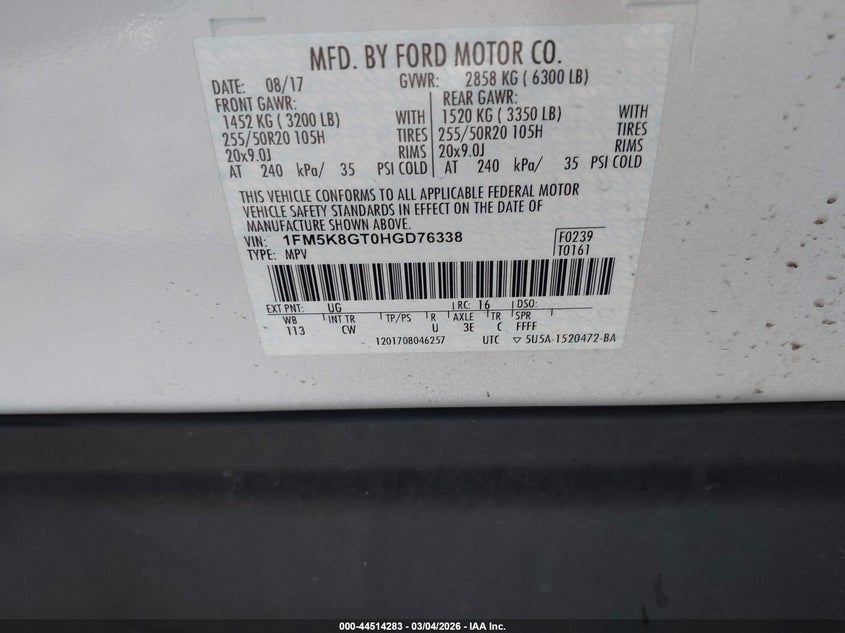 MFD. BY FORD MOTOR CO.
DATE: 08/17 GVWR: 2858 KG ( 6300 LB)
FRONT GAWR: REAR GAWR:
1452 KG ( 3200 LB) WITH 1520 KG ( 3350 LB) WITH
255/50R20 105H TIRES 255/50R20 105H TIRES
20x9.0J RIMS 20x9.0J RIMS
AT 240 kPa/ 35 PSI COLD AT 240 kPa/ 35 PSI COLD
THIS VEHICLE CONFORMS TO ALL APPLICABLE FEDERAL MOTOR
VEHICLE SAFETY STANDARDS IN EFFECT ON THE DATE OF
MANUFACTURE SHOWN ABOVE.
VIN: 1FM5K8GT0HGD76338 F0239
TYPE: MPV T0161
EXT PNT: UG RC: 16 DSO:
WB INT TR TP/PS R AXLE TR SPR
113 CW U 3E C FFFF
1201708046257 UTC ▽ 5U5A-1520472-BA
000-44514283 - 03/04/2026 - IAA Inc.